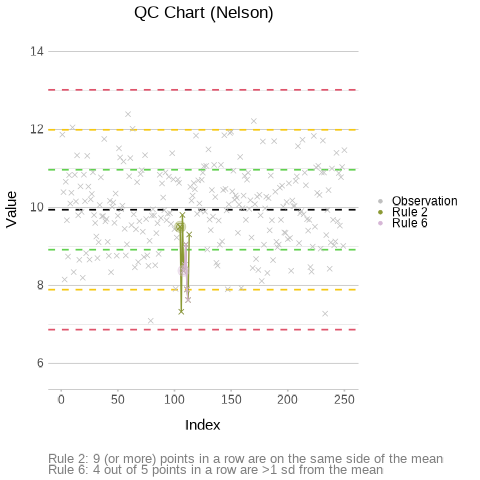 QC Chart (Nelson)
14
12
10
8
6
Value
0
50
100
150
200
250
Index
Observation
Rule 2
Rule 6
Rule 2: 9 (or more) points in a row are on the same side of the mean
Rule 6: 4 out of 5 points in a row are >1 sd from the mean